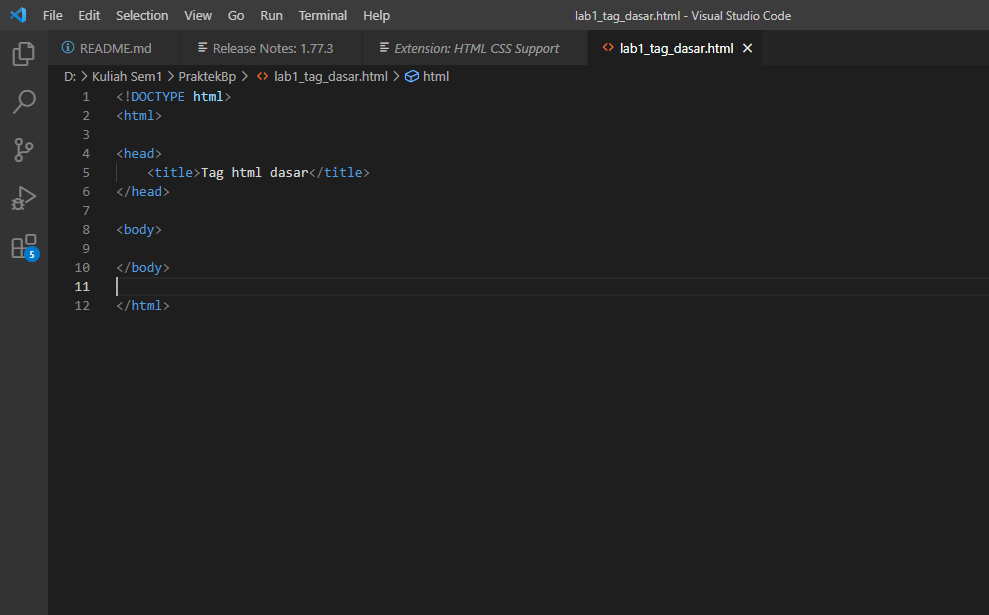 File Edit Selection View Go Run Terminal Help lab1_tag_dasar.html - Visual Studio Code
README.md Release Notes: 1.77.3 Extension: HTML CSS Support lab1_tag_dasar.html
D: > Kuliah Sem1 > PraktekBp > lab1_tag_dasar.html > html
1 <!DOCTYPE html>
2 <html>
3
4 <head>
5     <title>Tag html dasar</title>
6 </head>
7
8 <body>
9
10 </body>
11
12 </html>
5